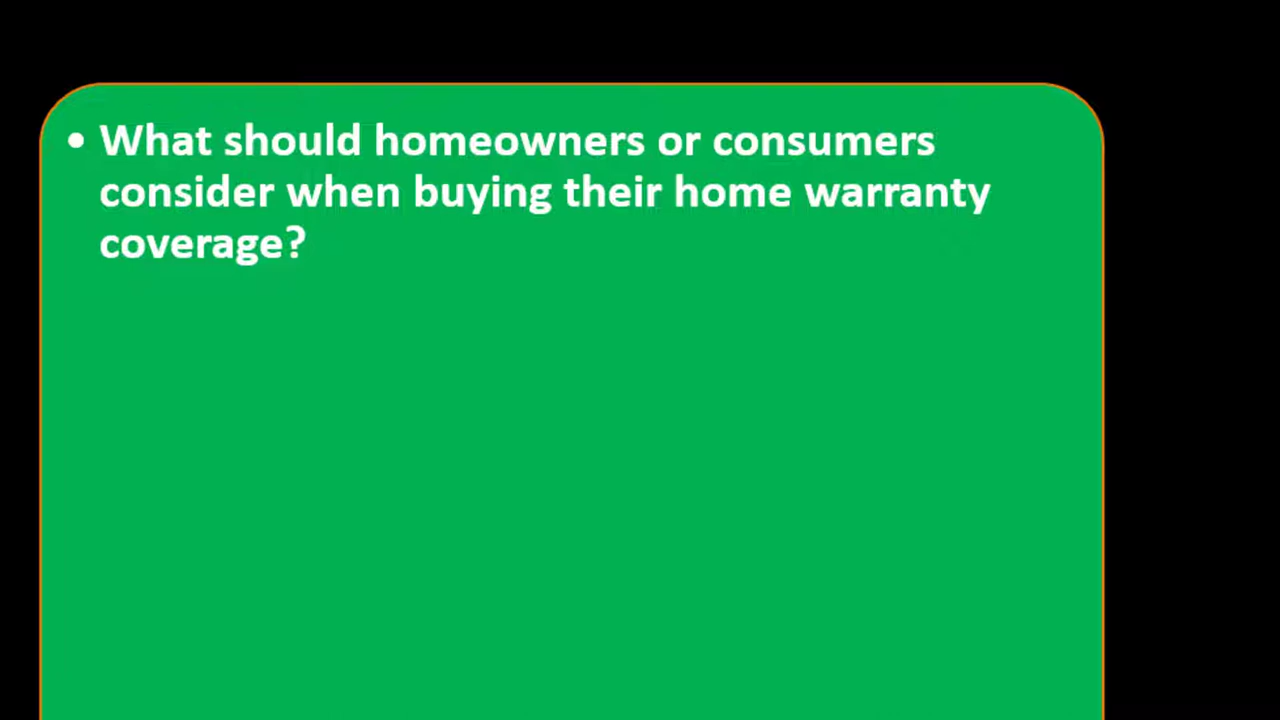 • What should homeowners or consumers
consider when buying their home warranty
coverage?